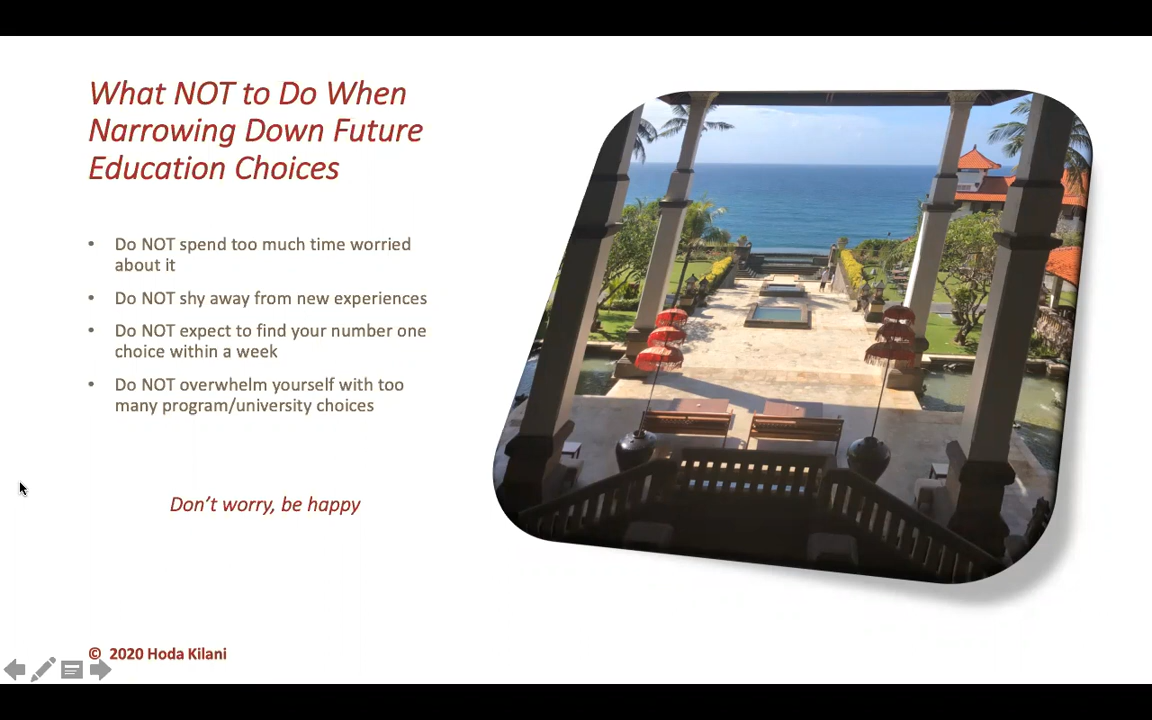 What NOT to Do When
Narrowing Down Future
Education Choices
• Do NOT spend too much time worried
about it
• Do NOT shy away from new experiences
• Do NOT expect to find your number one
choice within a week
• Do NOT overwhelm yourself with too
many program/university choices
Don’t worry, be happy
© 2020 Hoda Kilani